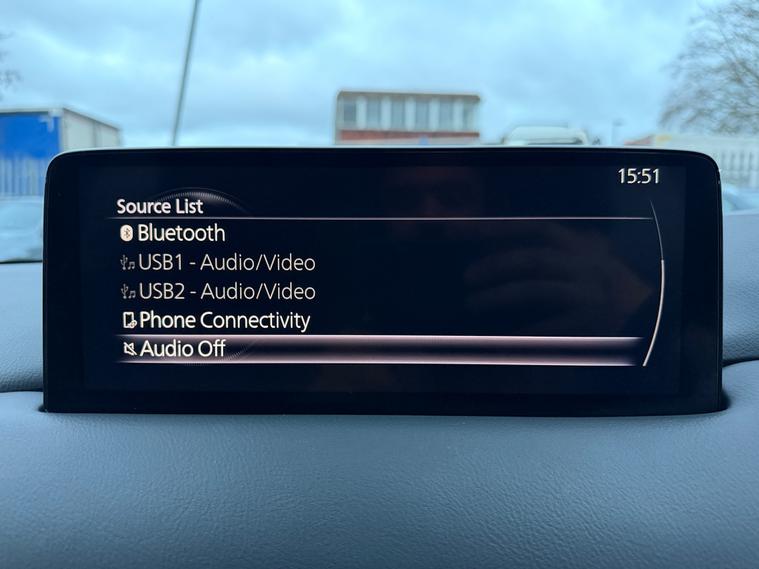 15:51
Source List
Bluetooth
USB1 - Audio/Video
USB2 - Audio/Video
Phone Connectivity
Audio Off